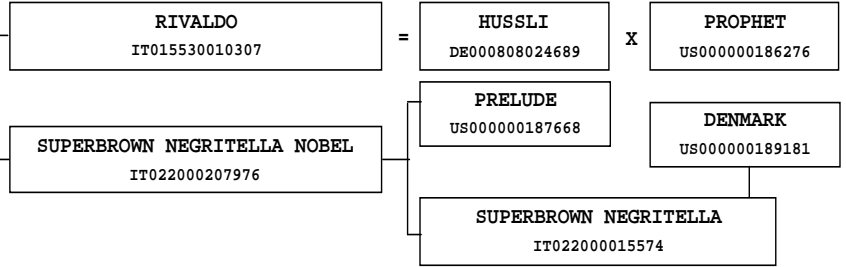 RIVALDO
IT015530010307
=
HUSSLI
DE000808024689
X
PROPHET
US000000186276
PRELUDE
US000000187668
DENMARK
US000000189181
SUPERBROWN NEGRITELLA NOBEL
IT022000207976
SUPERBROWN NEGRITELLA
IT022000015574